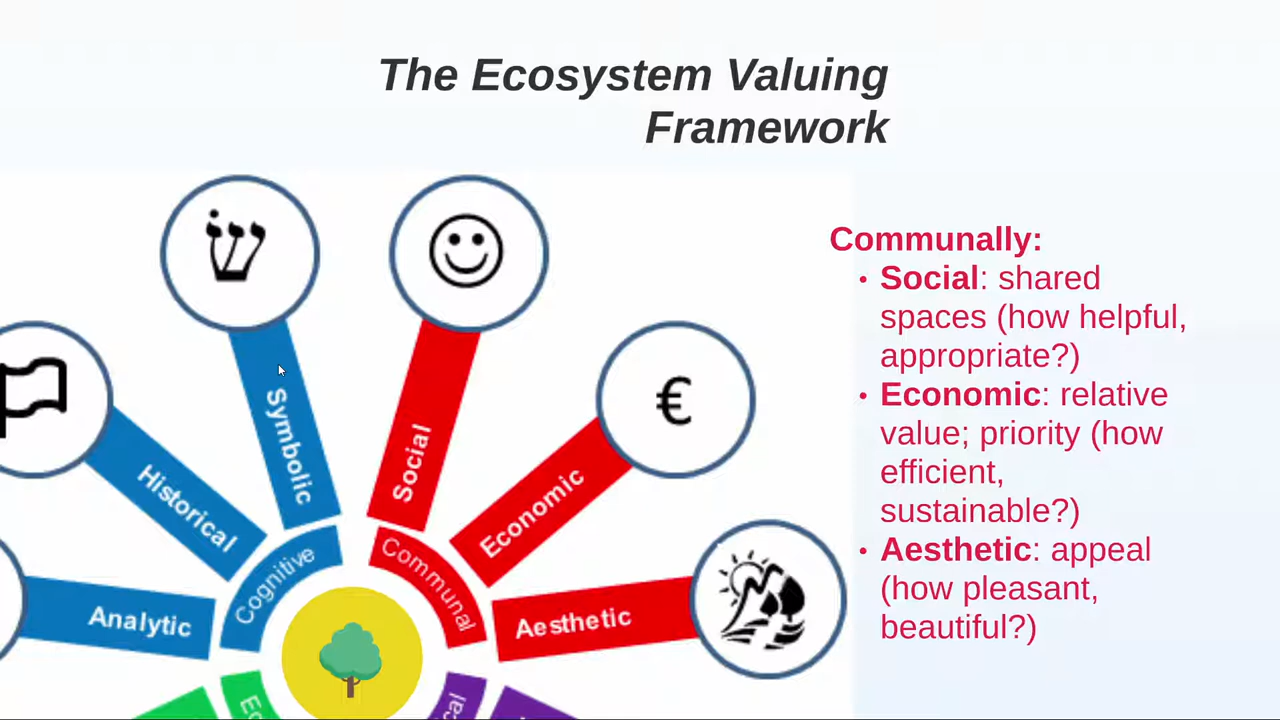 The Ecosystem Valuing
Framework
שׁ
€
Symbolic
Social
Historical
Economic
Cognitive
Communal
Analytic
Aesthetic
Communally:
• Social: shared
spaces (how helpful,
appropriate?)
• Economic: relative
value; priority (how
efficient,
sustainable?)
• Aesthetic: appeal
(how pleasant,
beautiful?)